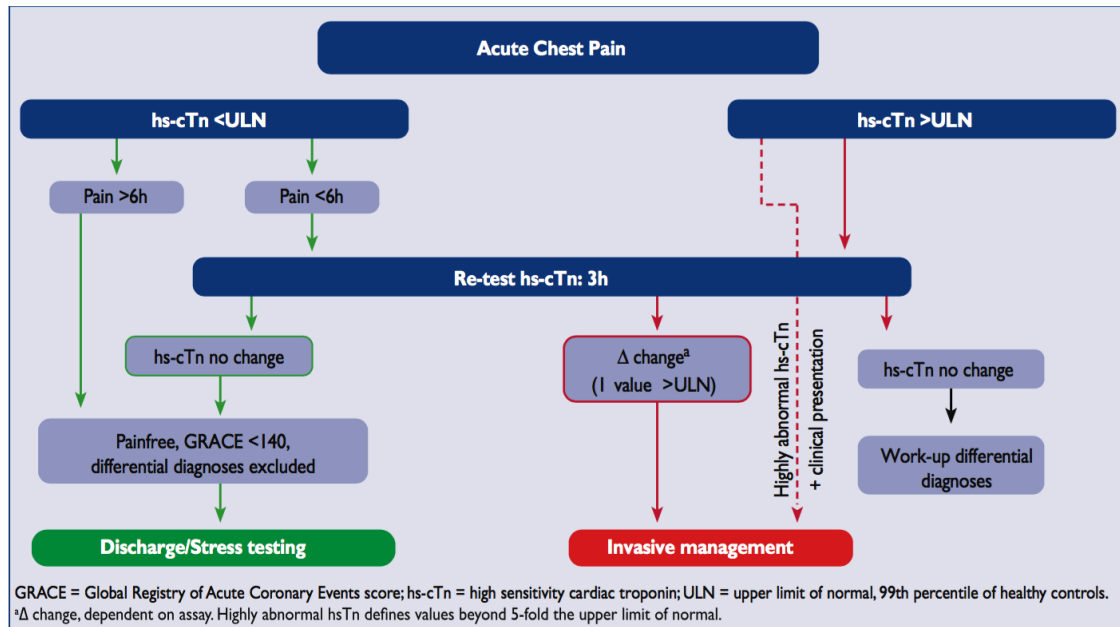 Acute Chest Pain
hs-cTn <ULN
hs-cTn >ULN
Pain >6h
Pain <6h
Re-test hs-cTn: 3h
hs-cTn no change
Δ changeᵃ
(1 value >ULN)
Highly abnormal hs-cTn
+ clinical presentation
hs-cTn no change
Painfree, GRACE <140,
differential diagnoses excluded
Work-up differential
diagnoses
Discharge/Stress testing
Invasive management
GRACE = Global Registry of Acute Coronary Events score; hs-cTn = high sensitivity cardiac troponin; ULN = upper limit of normal, 99th percentile of healthy controls.
ᵃΔ change, dependent on assay. Highly abnormal hsTn defines values beyond 5-fold the upper limit of normal.